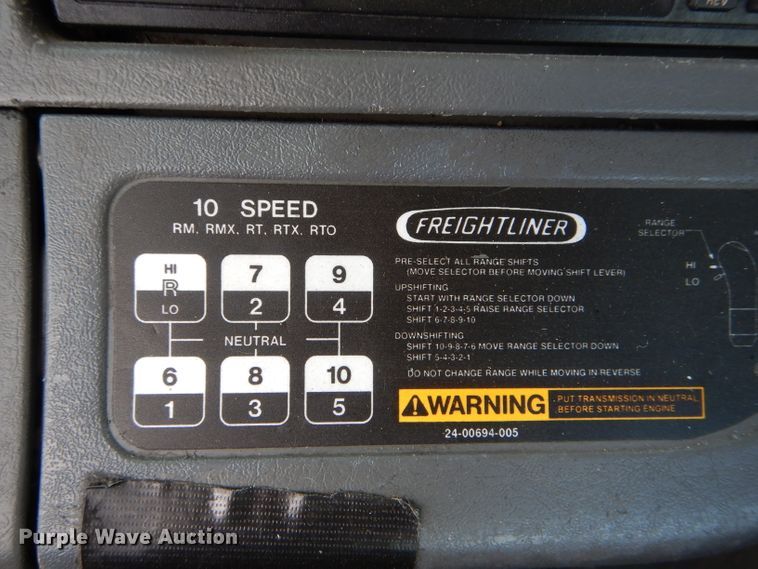 10 SPEED
RM, RMX, RT, RTX, RTO
HI
R
LO
7
2
9
4
NEUTRAL
6
1
8
3
10
5
FREIGHTLINER
PRE-SELECT ALL RANGE SHIFTS
(MOVE SELECTOR BEFORE MOVING SHIFT LEVER)
UPSHIFTING
START WITH RANGE SELECTOR DOWN
SHIFT 1-2-3-4-5 RAISE RANGE SELECTOR
SHIFT 6-7-8-9-10
DOWNSHIFTING
SHIFT 10-9-8-7-6 MOVE RANGE SELECTOR DOWN
SHIFT 5-4-3-2-1
DO NOT CHANGE RANGE WHILE MOVING IN REVERSE
WARNING
PUT TRANSMISSION IN NEUTRAL
BEFORE STARTING ENGINE
24-00694-005
RANGE
SELECTOR
HI
LO
Purple Wave Auction
Purple Wave Auction